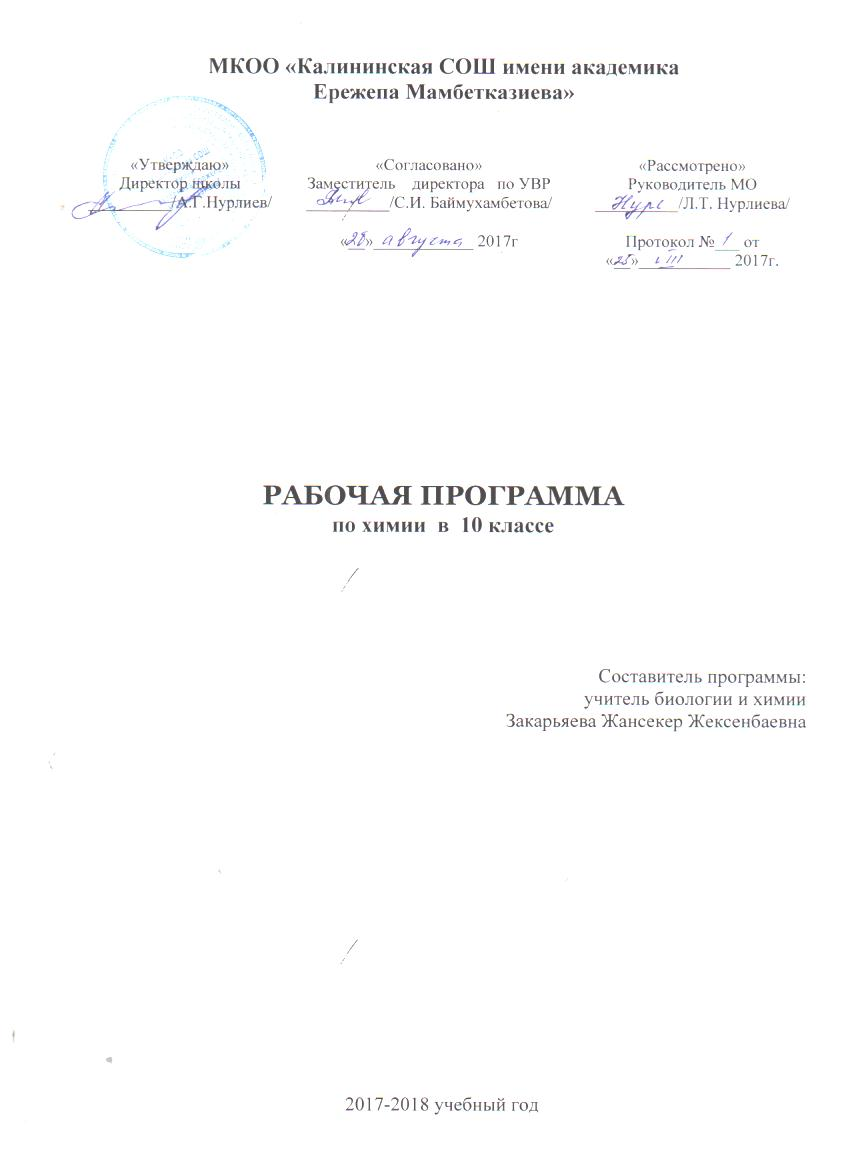 МКОО «Калининская СОШ имени академика
Ережепа Мамбетказиева»
«Утверждаю»
Директор школы
/А.Г.Нурлиев/
«Согласовано»
Заместитель директора по УВР
/С.И. Баймухамбетова/
«28» августа 2017г
«Рассмотрено»
Руководитель МО
Нурл /Л.Т. Нурлиева/
Протокол № 1 от
«25» VIII 2017г.
РАБОЧАЯ ПРОГРАММА
по химии в 10 классе
Составитель программы:
учитель биологии и химии
Закарьяева Жансекер Жексенбаевна
2017-2018 учебный год